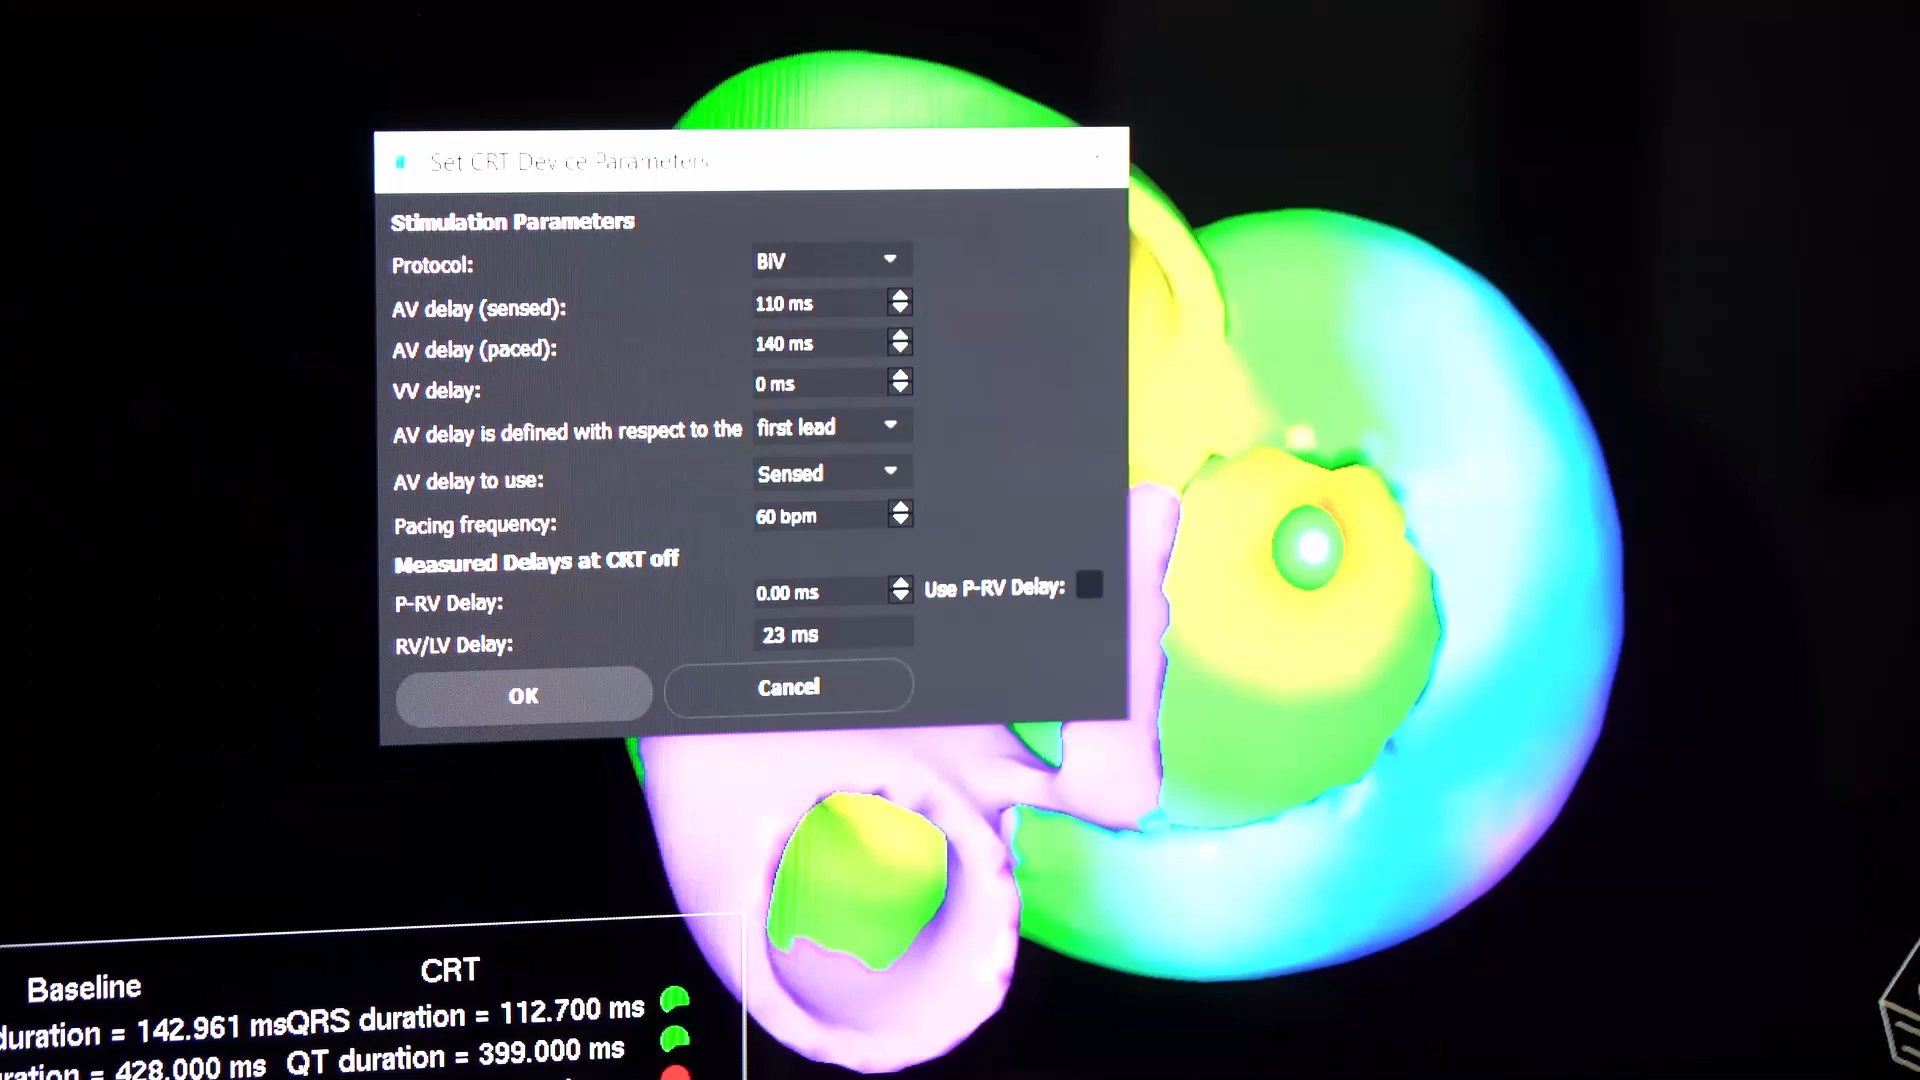 Set CRT Device Parameters
Stimulation Parameters
Protocol: BiV
AV delay (sensed): 110 ms
AV delay (paced): 140 ms
VV delay: 0 ms
AV delay is defined with respect to the first lead
AV delay to use: Sensed
Pacing frequency: 60 bpm
Measured Delays at CRT off
P-RV Delay: 0.00 ms Use P-RV Delay:
RV/LV Delay: 23 ms
OK Cancel
Baseline CRT
duration = 142.961 ms QRS duration = 112.700 ms
= 428.000 ms QT duration = 399.000 ms